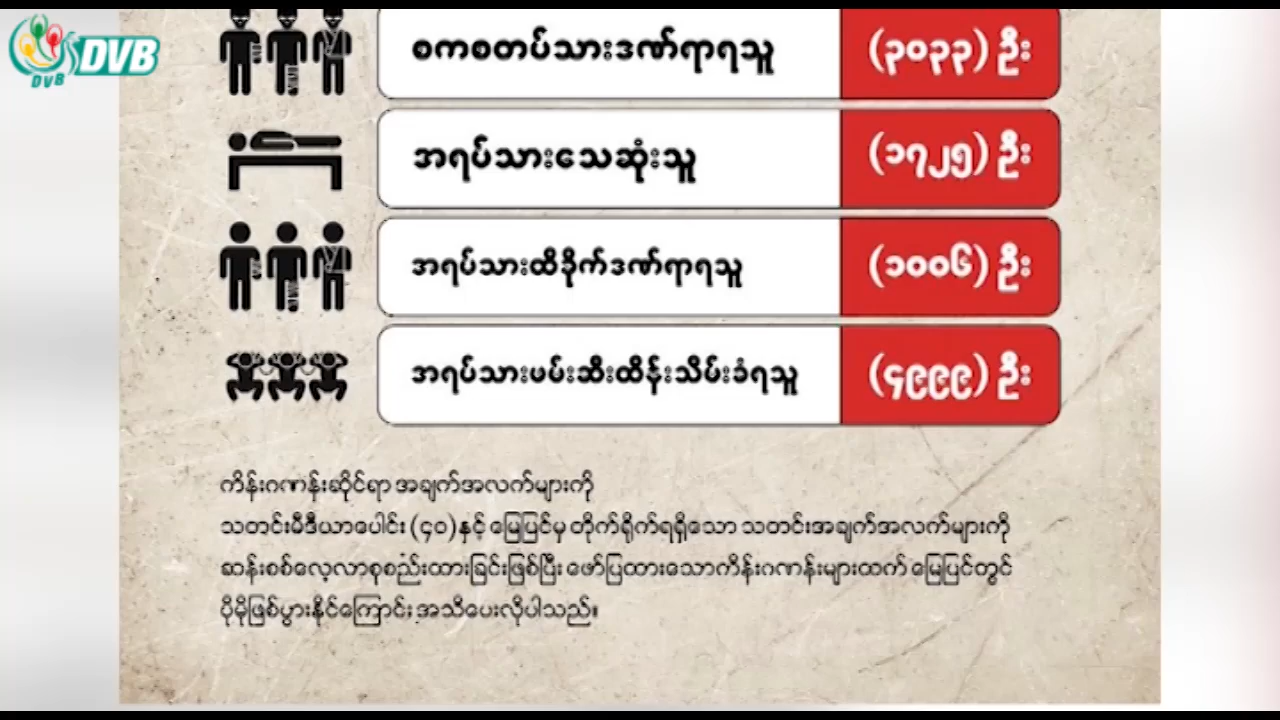 DVB
DVB
စကစတပ်သားဒဏ်ရာရသူ (၃၀၃၃) ဦး
အရပ်သားသေဆုံးသူ (၁၇၂၅) ဦး
အရပ်သားထိခိုက်ဒဏ်ရာရသူ (၁၀၀၆) ဦး
အရပ်သားဖမ်းဆီးထိန်းသိမ်းခံရသူ (၄၉၉၉) ဦး
ကိန်းဂဏန်းဆိုင်ရာ အချက်အလက်များကို
သတင်းမီဒီယာပေါင်း (၄၀)နှင့် မြေပြင်မှ တိုက်ရိုက်ရရှိသော သတင်းအချက်အလက်များကို
ဆန်းစစ်လေ့လာစုစည်းထားခြင်းဖြစ်ပြီး ဖော်ပြထားသောကိန်းဂဏန်းများထက် မြေပြင်တွင်
ပိုမိုဖြစ်ပွားနိုင်ကြောင်း အသိပေးလိုပါသည်။